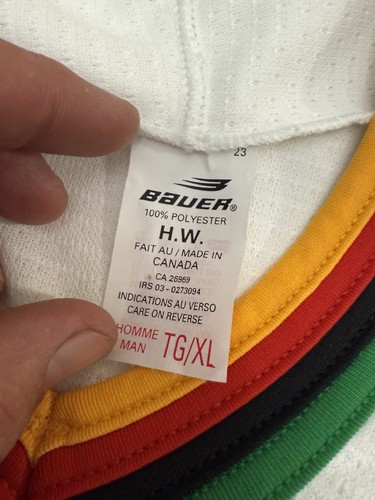 23
BAUER®
100% POLYESTER
H.W.
FAIT AU / MADE IN
CANADA
CA 26969
IRS 03 - 0273094
INDICATIONS AU VERSO
CARE ON REVERSE
HOMME
MAN TG/XL